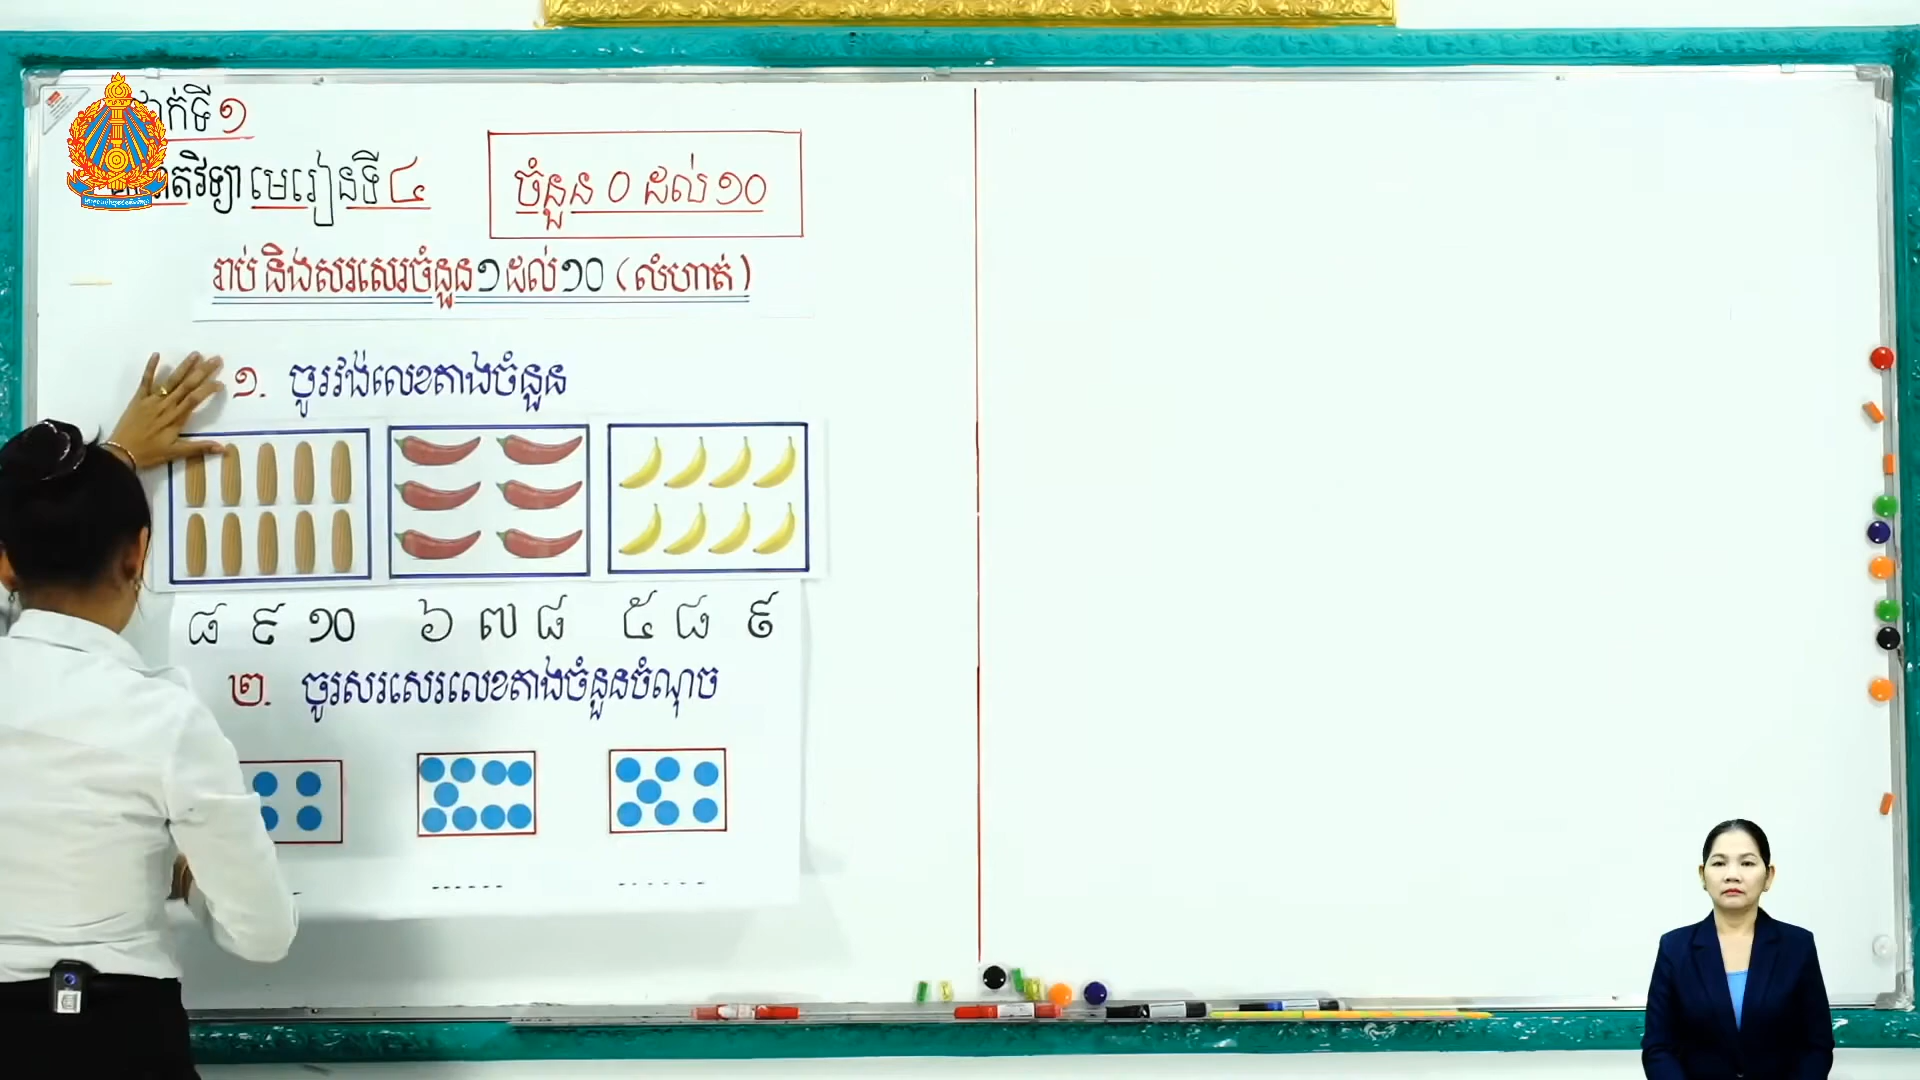 ទី១
វិទ្យា មេរៀនទី ៤
ចំនួន ០ ដល់ ១០
រាប់ និងសរសេរចំនួន១ដល់១០ (លំហាត់)
១. ចូរវង់លេខតាងចំនួន
៨ ៩ ១០ ៦ ៧ ៨ ៥ ៨ ៩
២. ចូរសរសេរលេខតាងចំនួនចំណុច